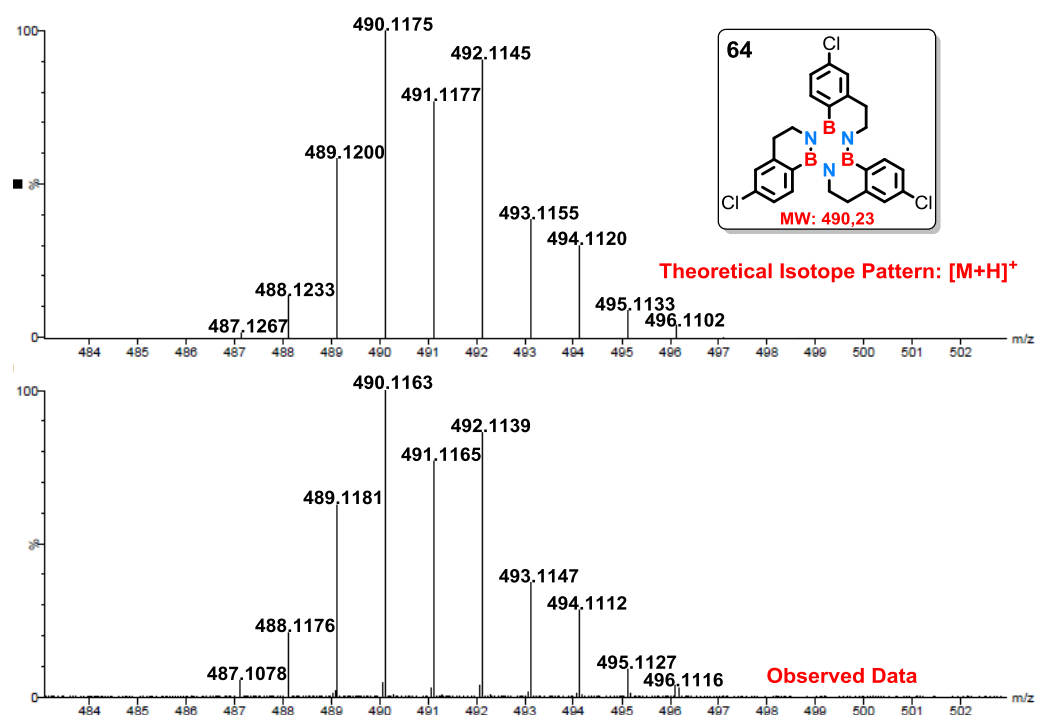 100
%
0
490.1175
492.1145
491.1177
489.1200
493.1155
494.1120
488.1233
495.1133
496.1102
487.1267
484 485 486 487 488 489 490 491 492 493 494 495 496 497 498 499 500 501 502 m/z
64
Cl
B
N N
B B
N
Cl Cl
MW: 490,23
Theoretical Isotope Pattern: [M+H]+
100
%
0
490.1163
492.1139
491.1165
489.1181
493.1147
494.1112
488.1176
495.1127
487.1078
496.1116
Observed Data
484 485 486 487 488 489 490 491 492 493 494 495 496 497 498 499 500 501 502 m/z